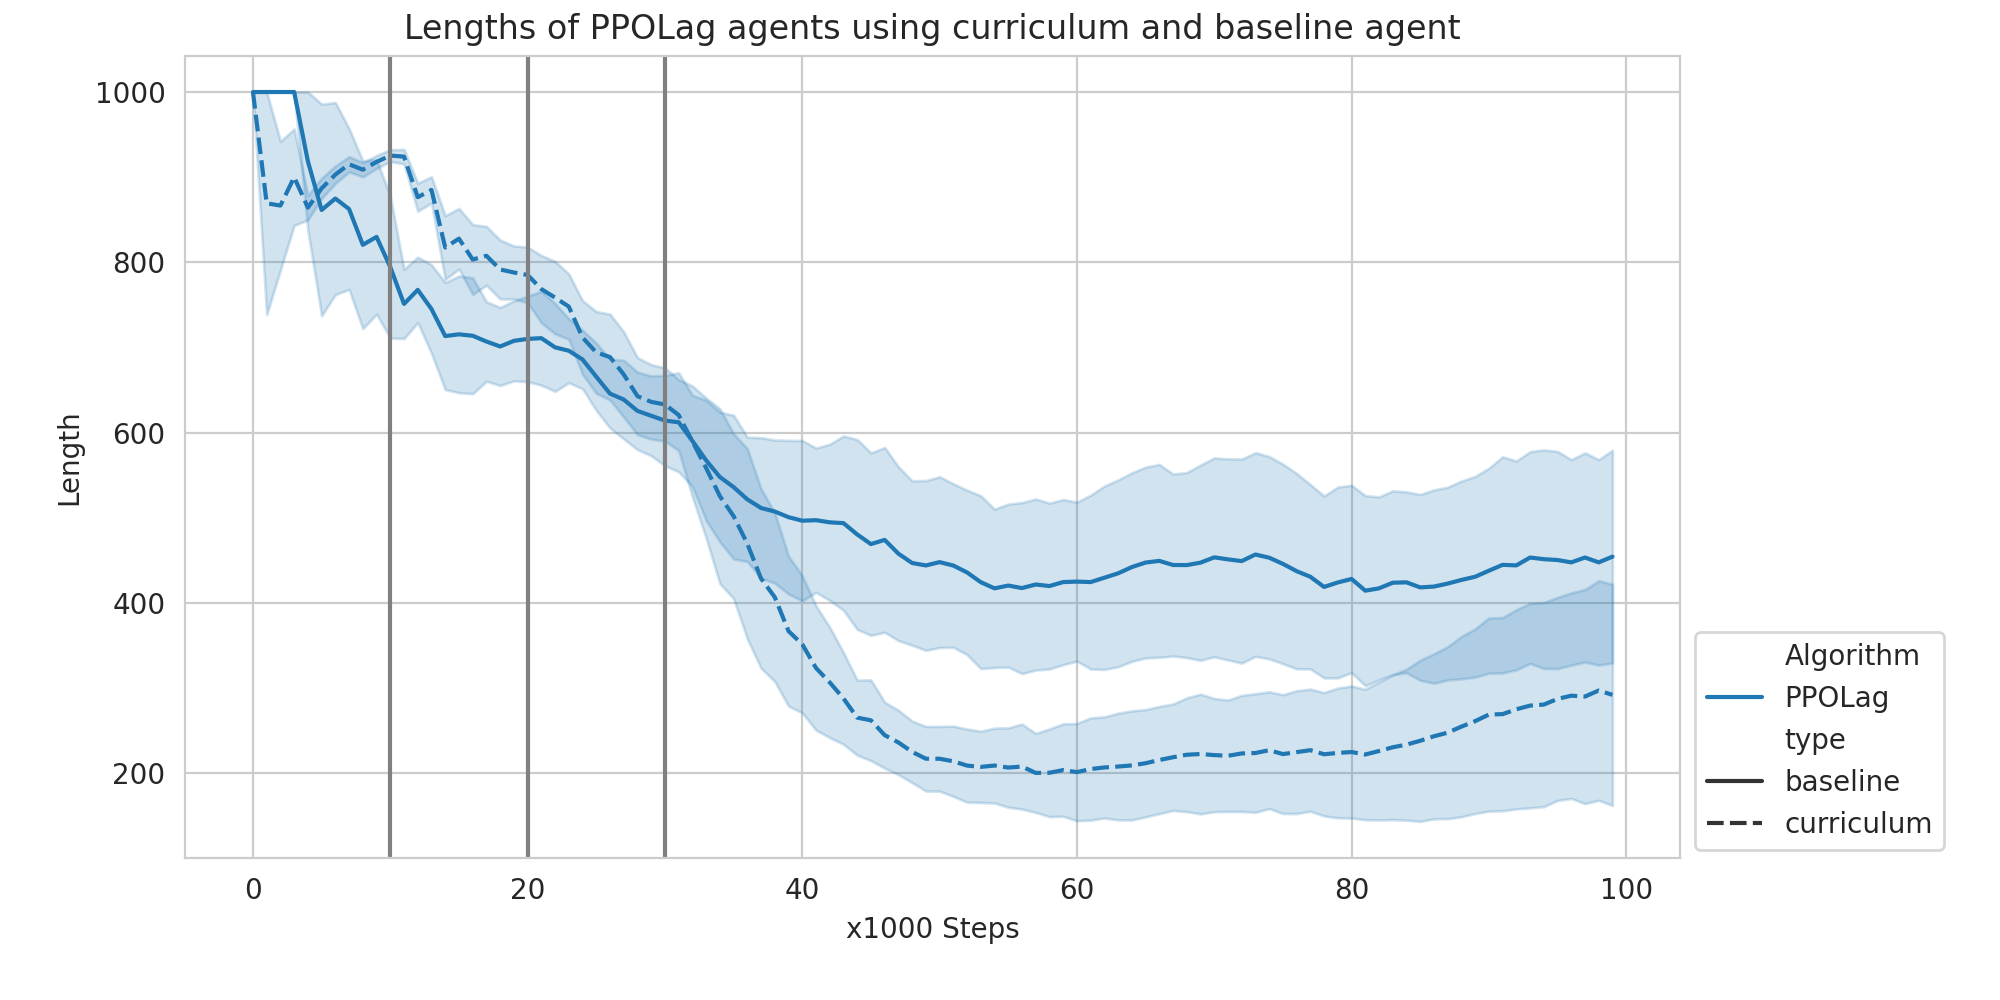 Lengths of PPOLag agents using curriculum and baseline agent
1000
800
600
400
200
Length
0
20
40
60
80
100
x1000 Steps
Algorithm
PPOLag
type
baseline
curriculum